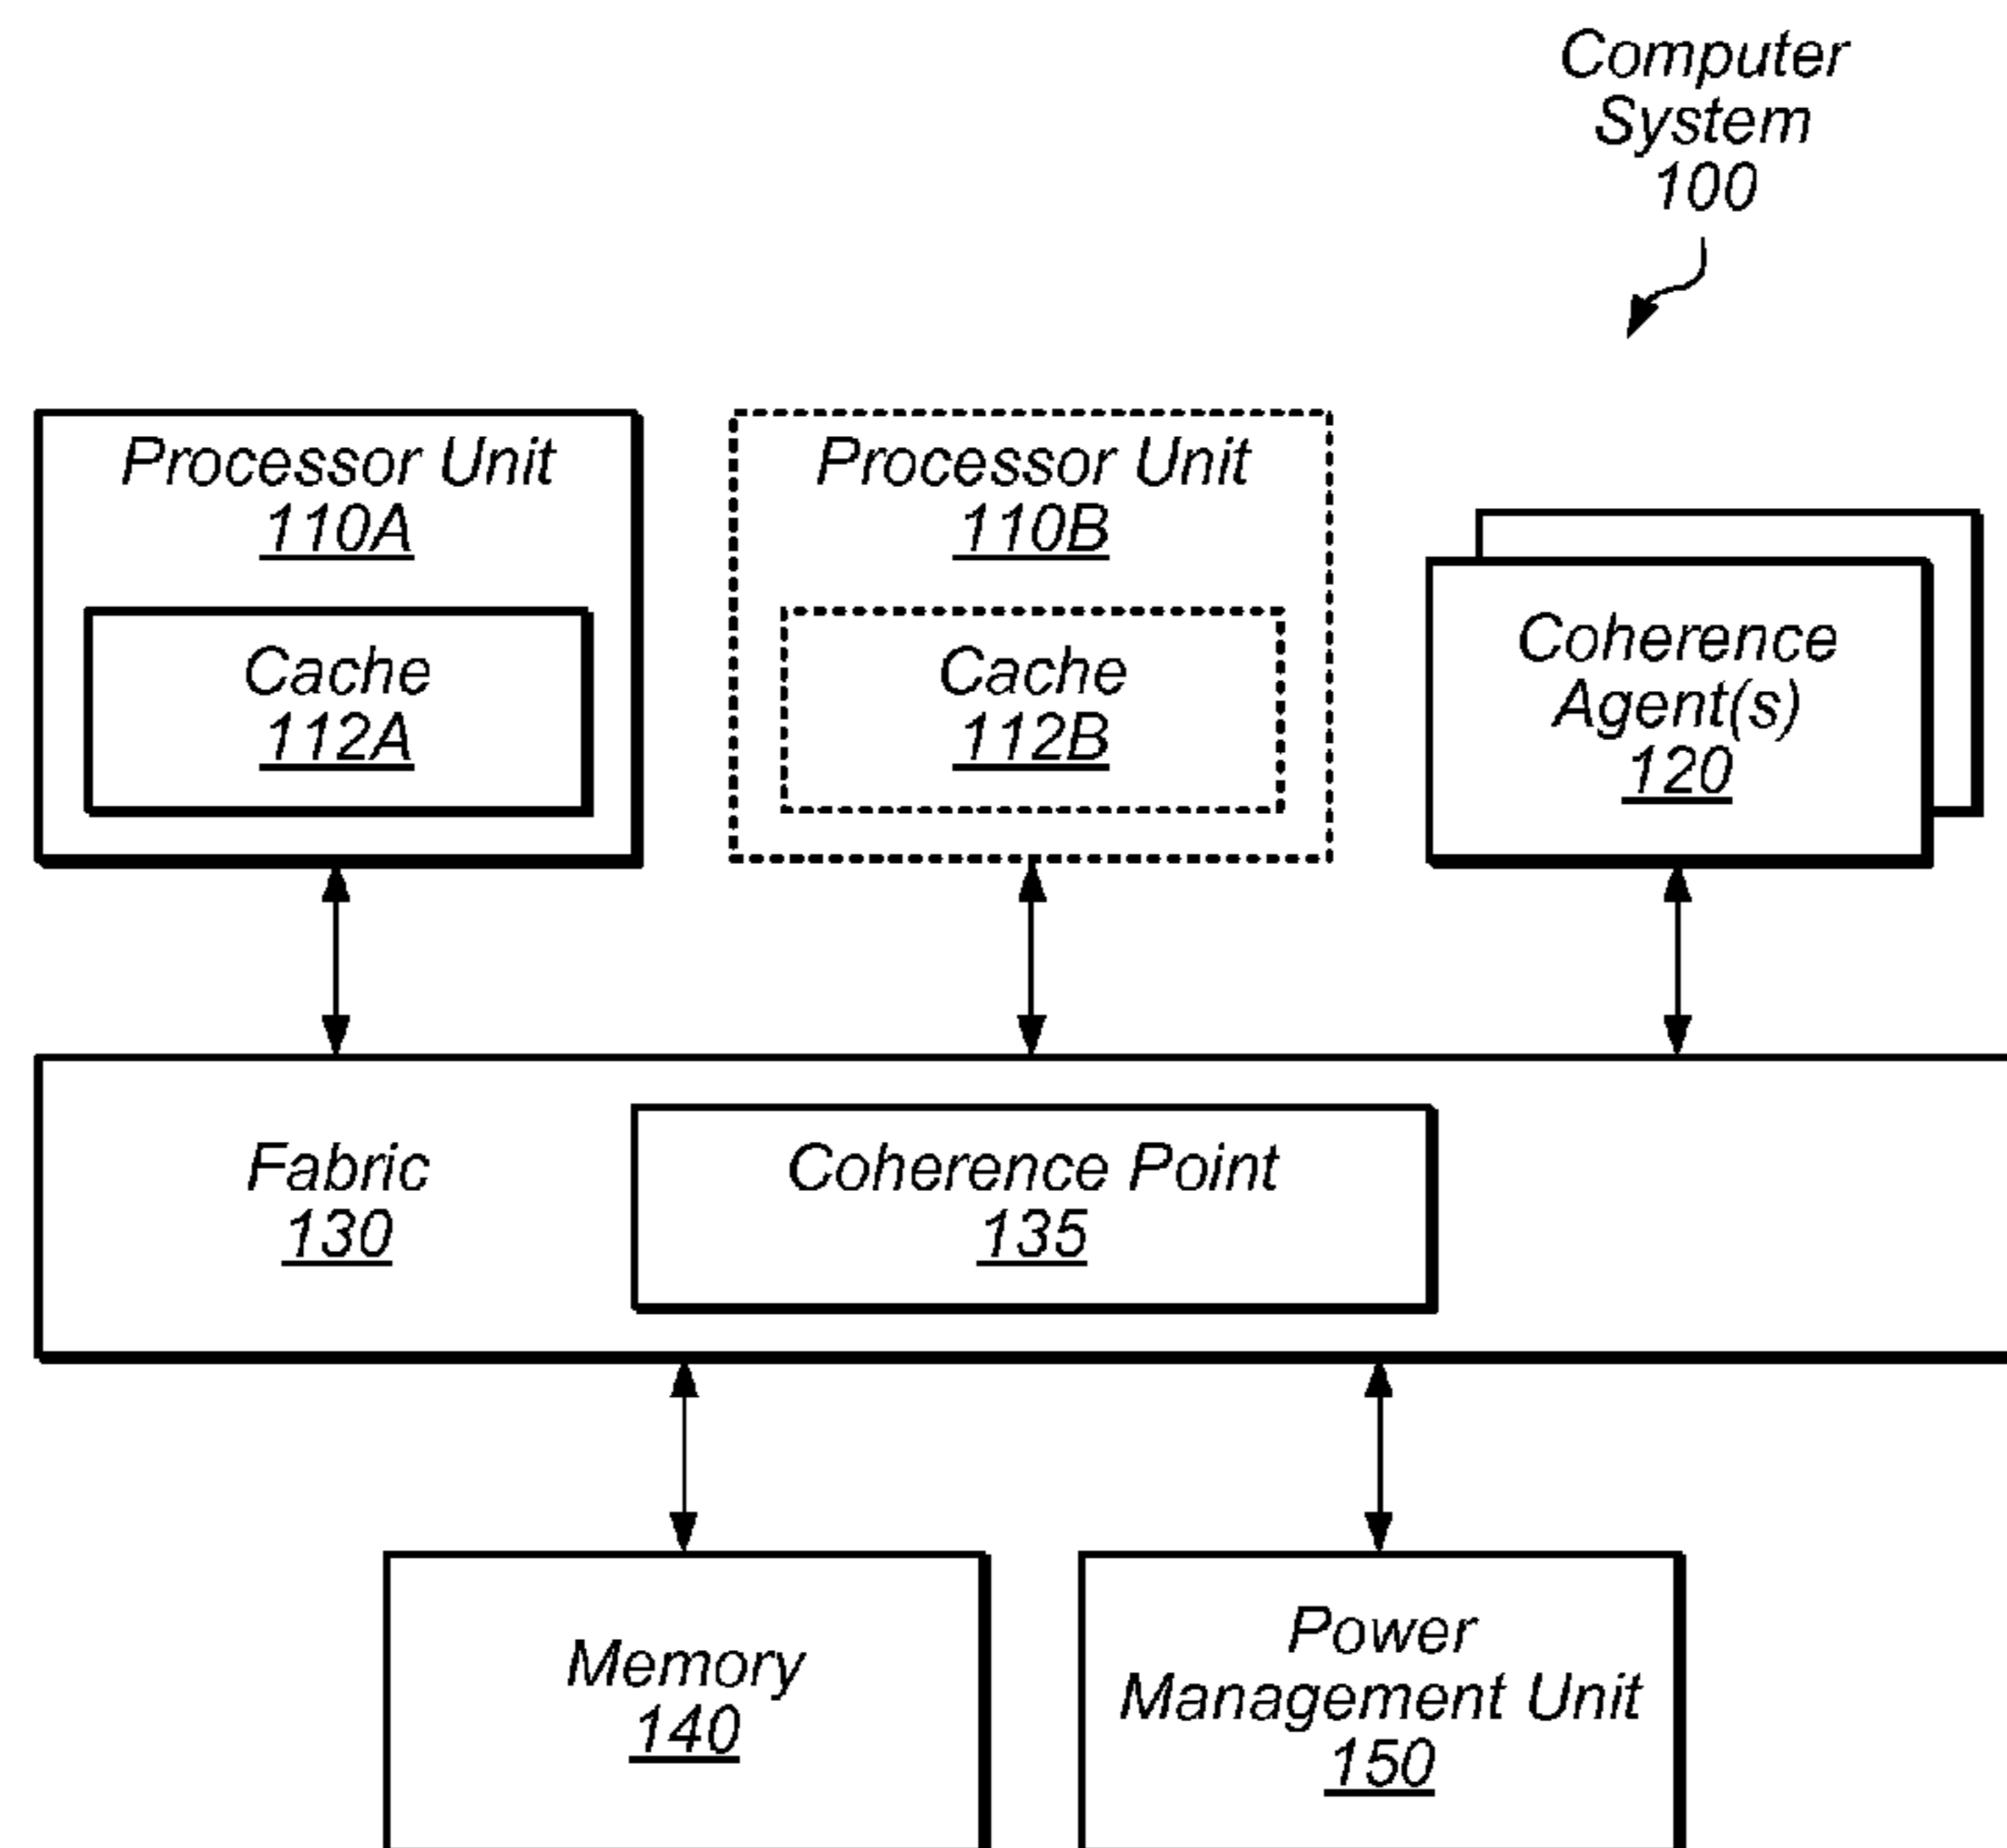 Computer
System
100
Processor Unit
110A
Cache
112A
Processor Unit
110B
Cache
112B
Coherence
Agent(s)
120
Fabric
130
Coherence Point
135
Memory
140
Power
Management Unit
150